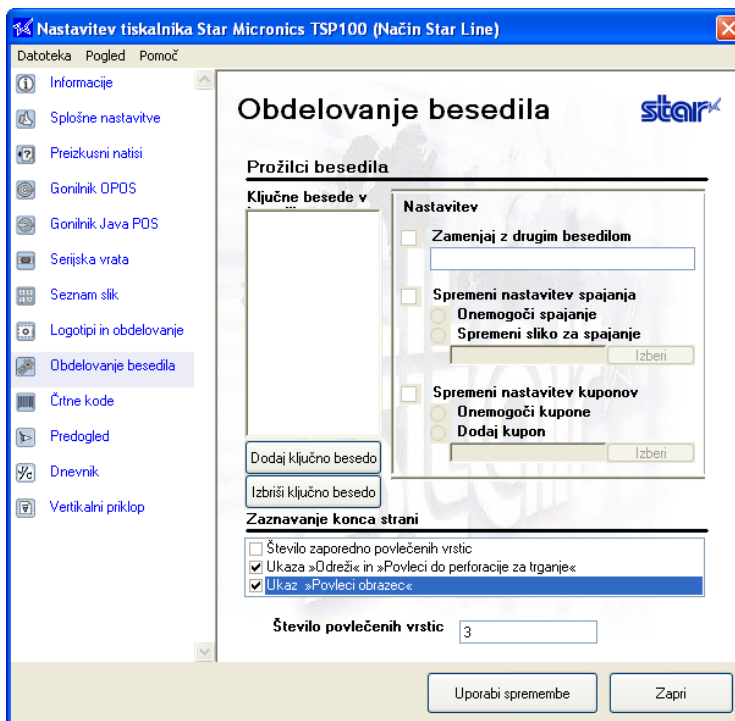 Nastavitev tiskalnika Star Micronics TSP100 (Način Star Line)
Datoteka Pogled Pomoč
Informacije
Splošne nastavitve
Preizkusni natisi
Gonilnik OPOS
Gonilnik Java POS
Serijska vrata
Seznam slik
Logotipi in obdelovanje
Obdelovanje besedila
Črtne kode
Predogled
Dnevnik
Vertikalni priklop
Obdelovanje besedila
star
Prožilci besedila
Ključne besede v
Dodaj ključno besedo
Izbriši ključno besedo
Nastavitev
Zamenjaj z drugim besedilom
Spremeni nastavitev spajanja
Onemogoči spajanje
Spremeni sliko za spajanje
Izberi
Spremeni nastavitev kuponov
Onemogoči kupone
Dodaj kupon
Izberi
Zaznavanje konca strani
Število zaporedno povlečenih vrstic
Ukaza »Odreži« in »Povleci do perforacije za trganje«
Ukaz »Povleci obrazec«
Število povlečenih vrstic 3
Uporabi spremembe Zapri